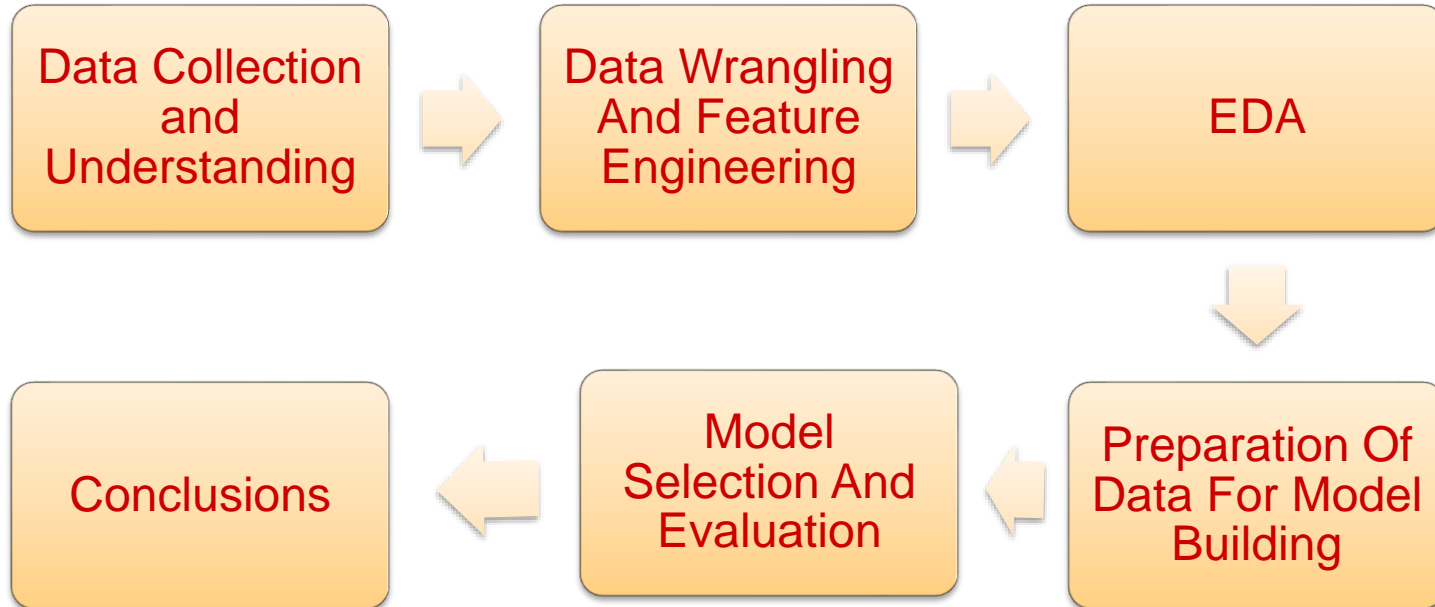 Data Collection
and
Understanding
Data Wrangling
And Feature
Engineering
EDA
Preparation Of
Data For Model
Building
Model
Selection And
Evaluation
Conclusions